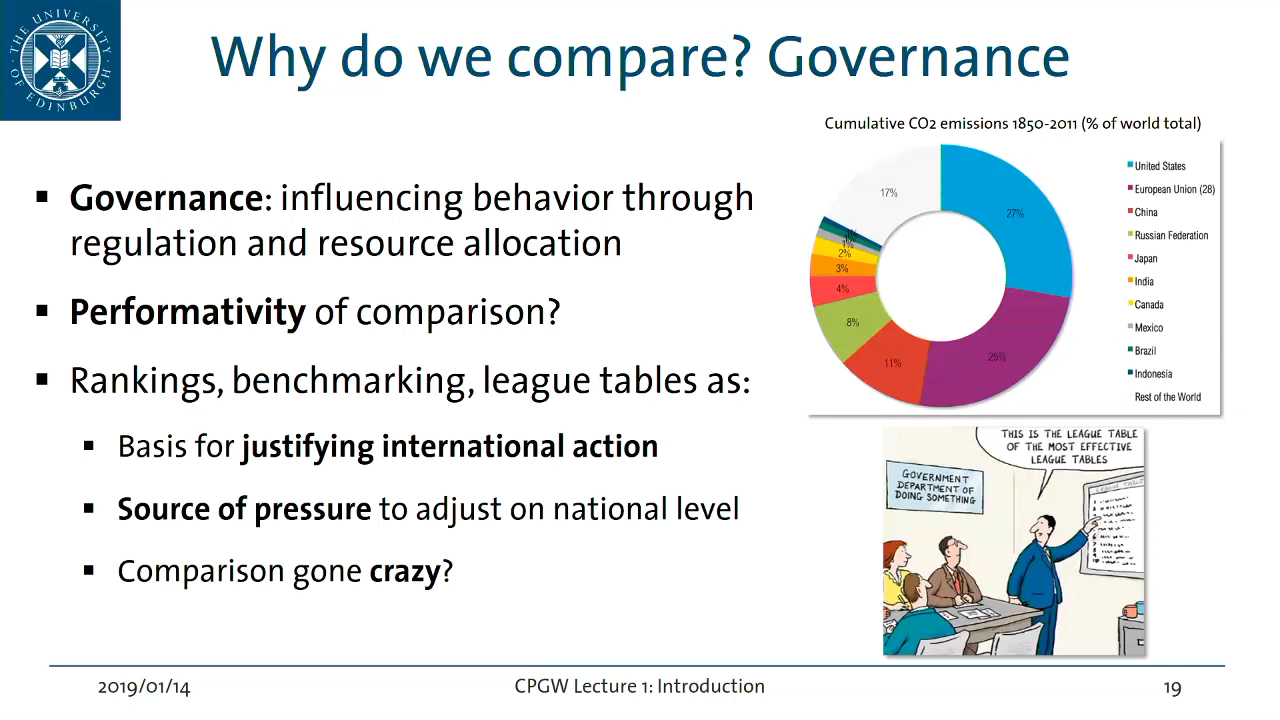 THE UNIVERSITY OF EDINBURGH
Why do we compare? Governance
Governance: influencing behavior through
regulation and resource allocation
Performativity of comparison?
Rankings, benchmarking, league tables as:
Basis for justifying international action
Source of pressure to adjust on national level
Comparison gone crazy?
Cumulative CO2 emissions 1850-2011 (% of world total)
17%
27%
1%
2%
3%
4%
8%
11%
25%
United States
European Union (28)
China
Russian Federation
Japan
India
Canada
Mexico
Brazil
Indonesia
Rest of the World
THIS IS THE LEAGUE TABLE
OF THE MOST EFFECTIVE
LEAGUE TABLES
GOVERNMENT
DEPARTMENT OF
DOING SOMETHING
2019/01/14
CPGW Lecture 1: Introduction
19